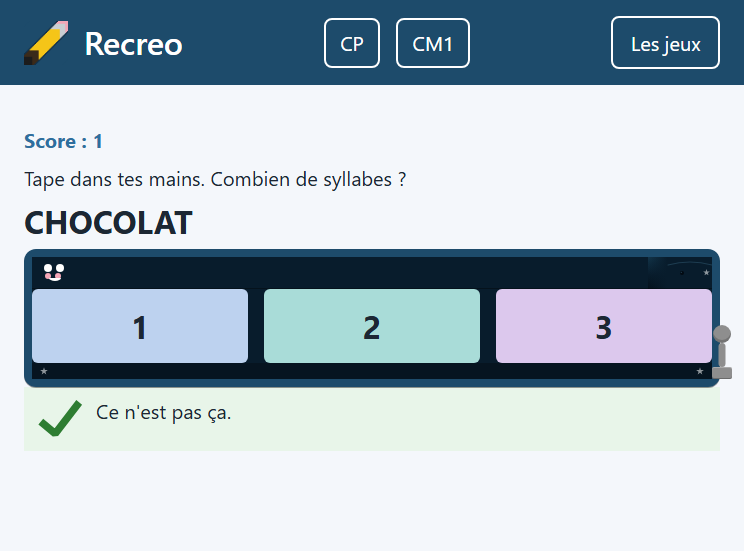 Recreo
CP
CM1
Les jeux
Score : 1
Tape dans tes mains. Combien de syllabes ?
CHOCOLAT
1
2
3
Ce n'est pas ça.